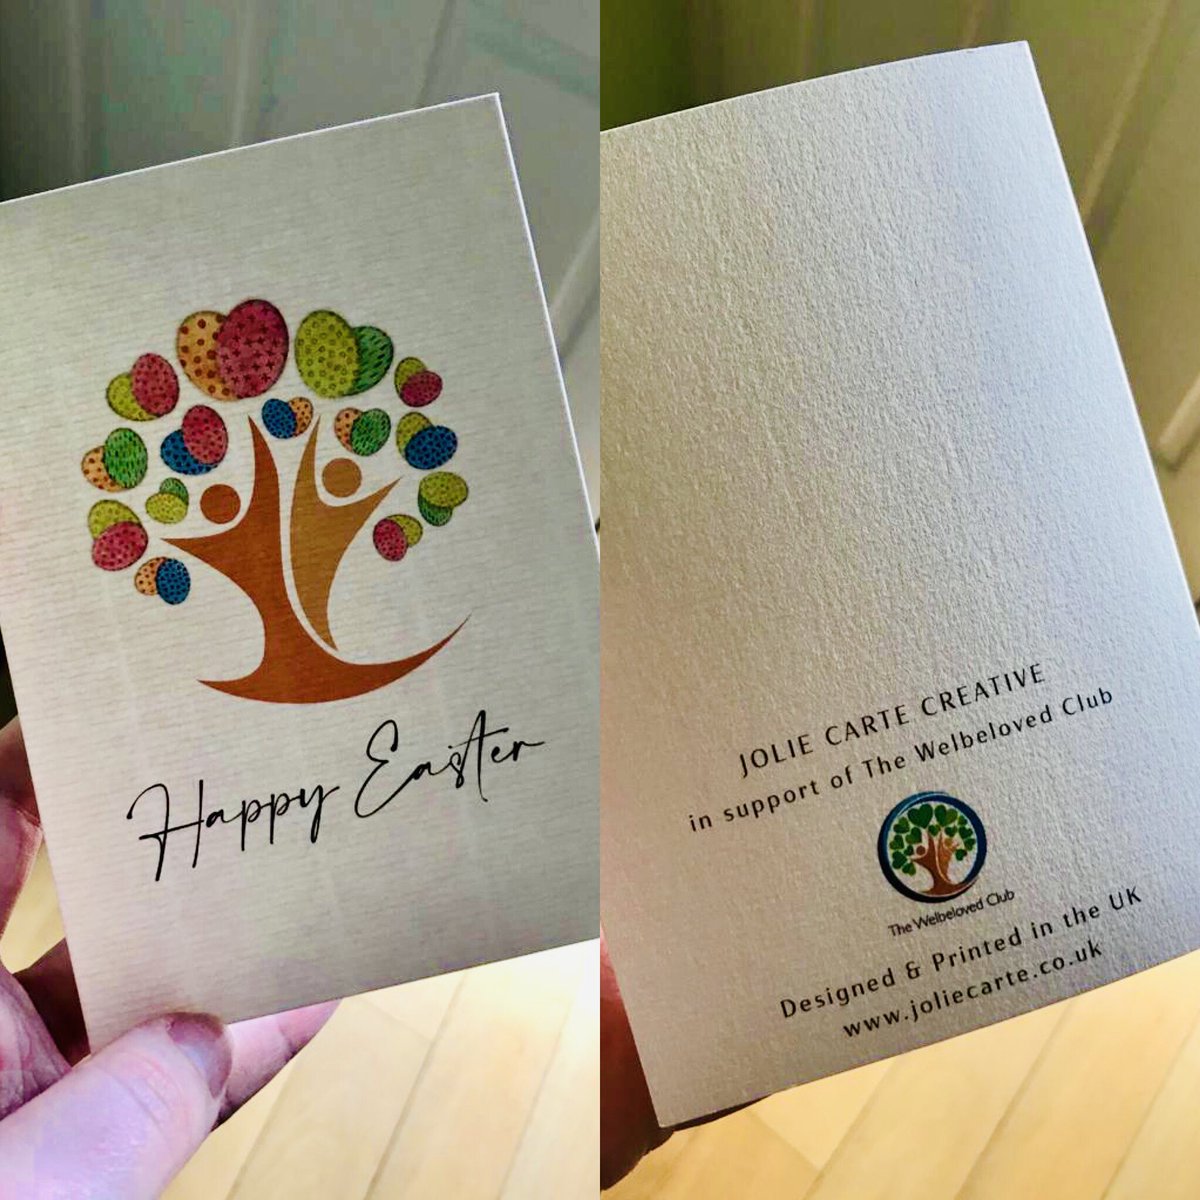 Happy Easter
JOLIE CARTE CREATIVE
in support of The Welbeloved Club
The Welbeloved Club
Designed & Printed in the UK
www.joliecarte.co.uk